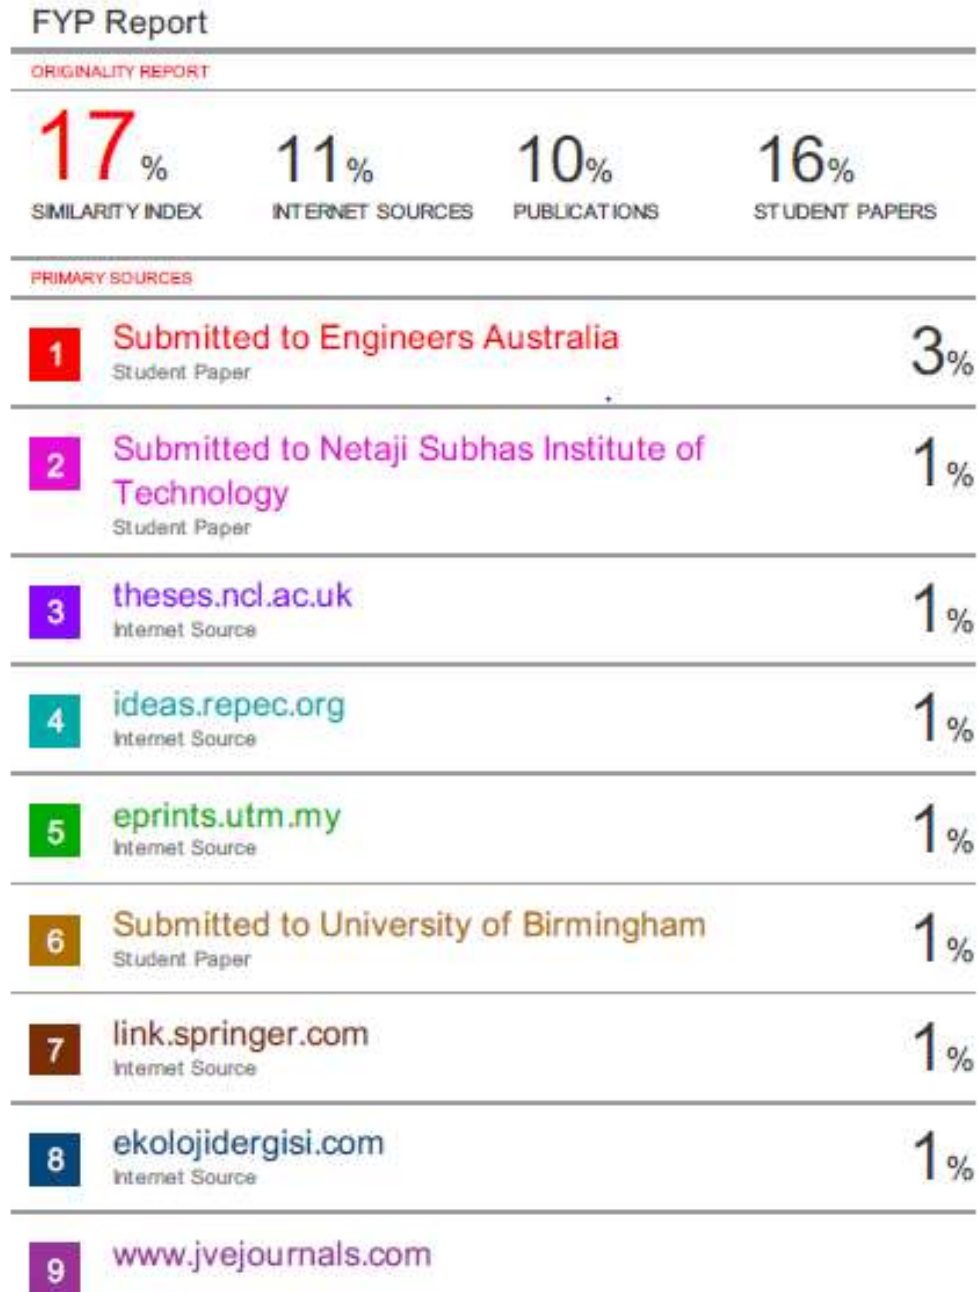 FYP Report
ORIGINALITY REPORT
17% 11% 10% 16%
SIMILARITY INDEX INTERNET SOURCES PUBLICATIONS STUDENT PAPERS
PRIMARY SOURCES
1 Submitted to Engineers Australia 3%
Student Paper
2 Submitted to Netaji Subhas Institute of 1%
Technology
Student Paper
3 theses.ncl.ac.uk 1%
Internet Source
4 ideas.repec.org 1%
Internet Source
5 eprints.utm.my 1%
Internet Source
6 Submitted to University of Birmingham 1%
Student Paper
7 link.springer.com 1%
Internet Source
8 ekolojidergisi.com 1%
Internet Source
9 www.jvejournals.com